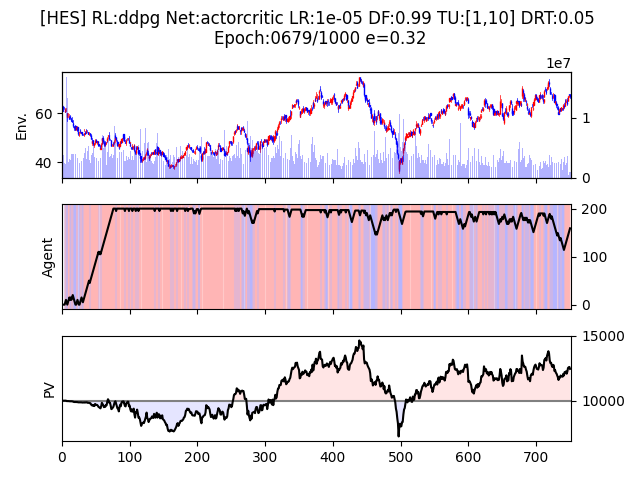 [HES] RL:ddpg Net:actorcritic LR:1e-05 DF:0.99 TU:[1,10] DRT:0.05
Epoch:0679/1000 e=0.32
1e7
Env.
60
40
1
0
Agent
200
100
0
PV
15000
10000
0 100 200 300 400 500 600 700